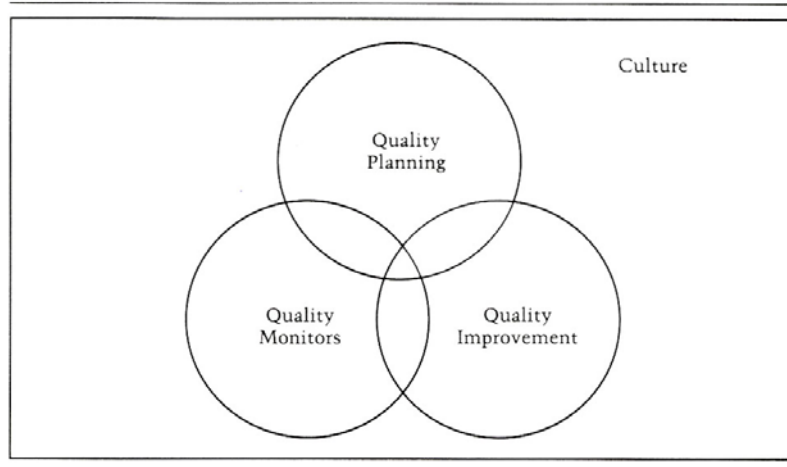 Culture
Quality
Planning
Quality
Monitors
Quality
Improvement